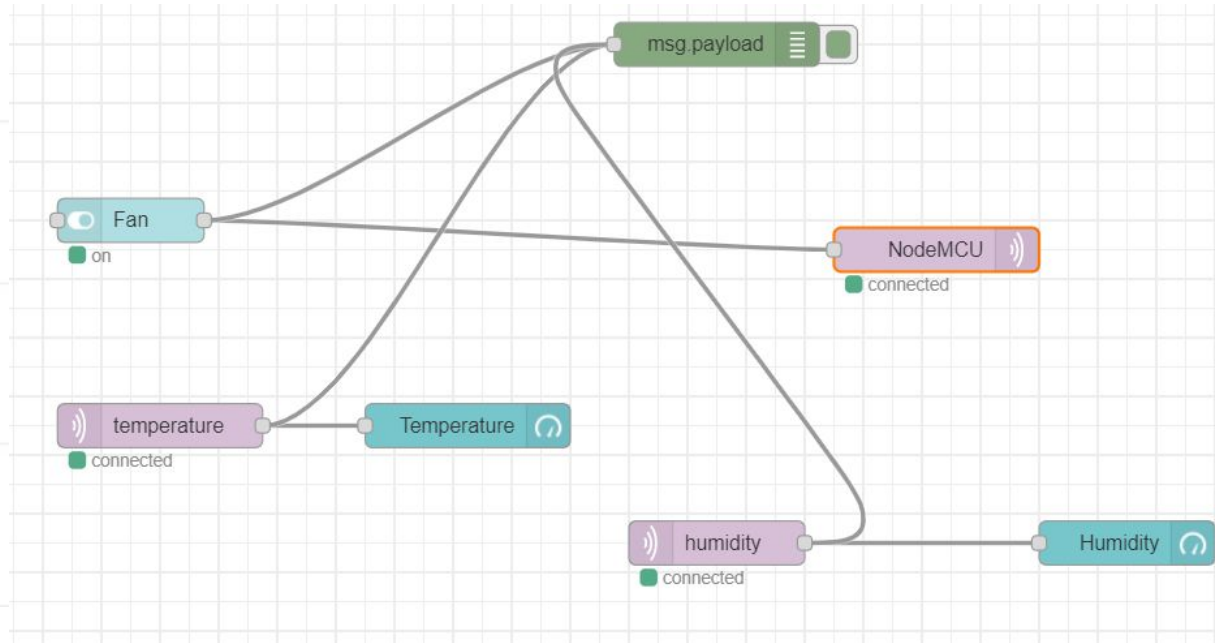 msg.payload
Fan
on
NodeMCU
connected
temperature
Temperature
connected
humidity
Humidity
connected